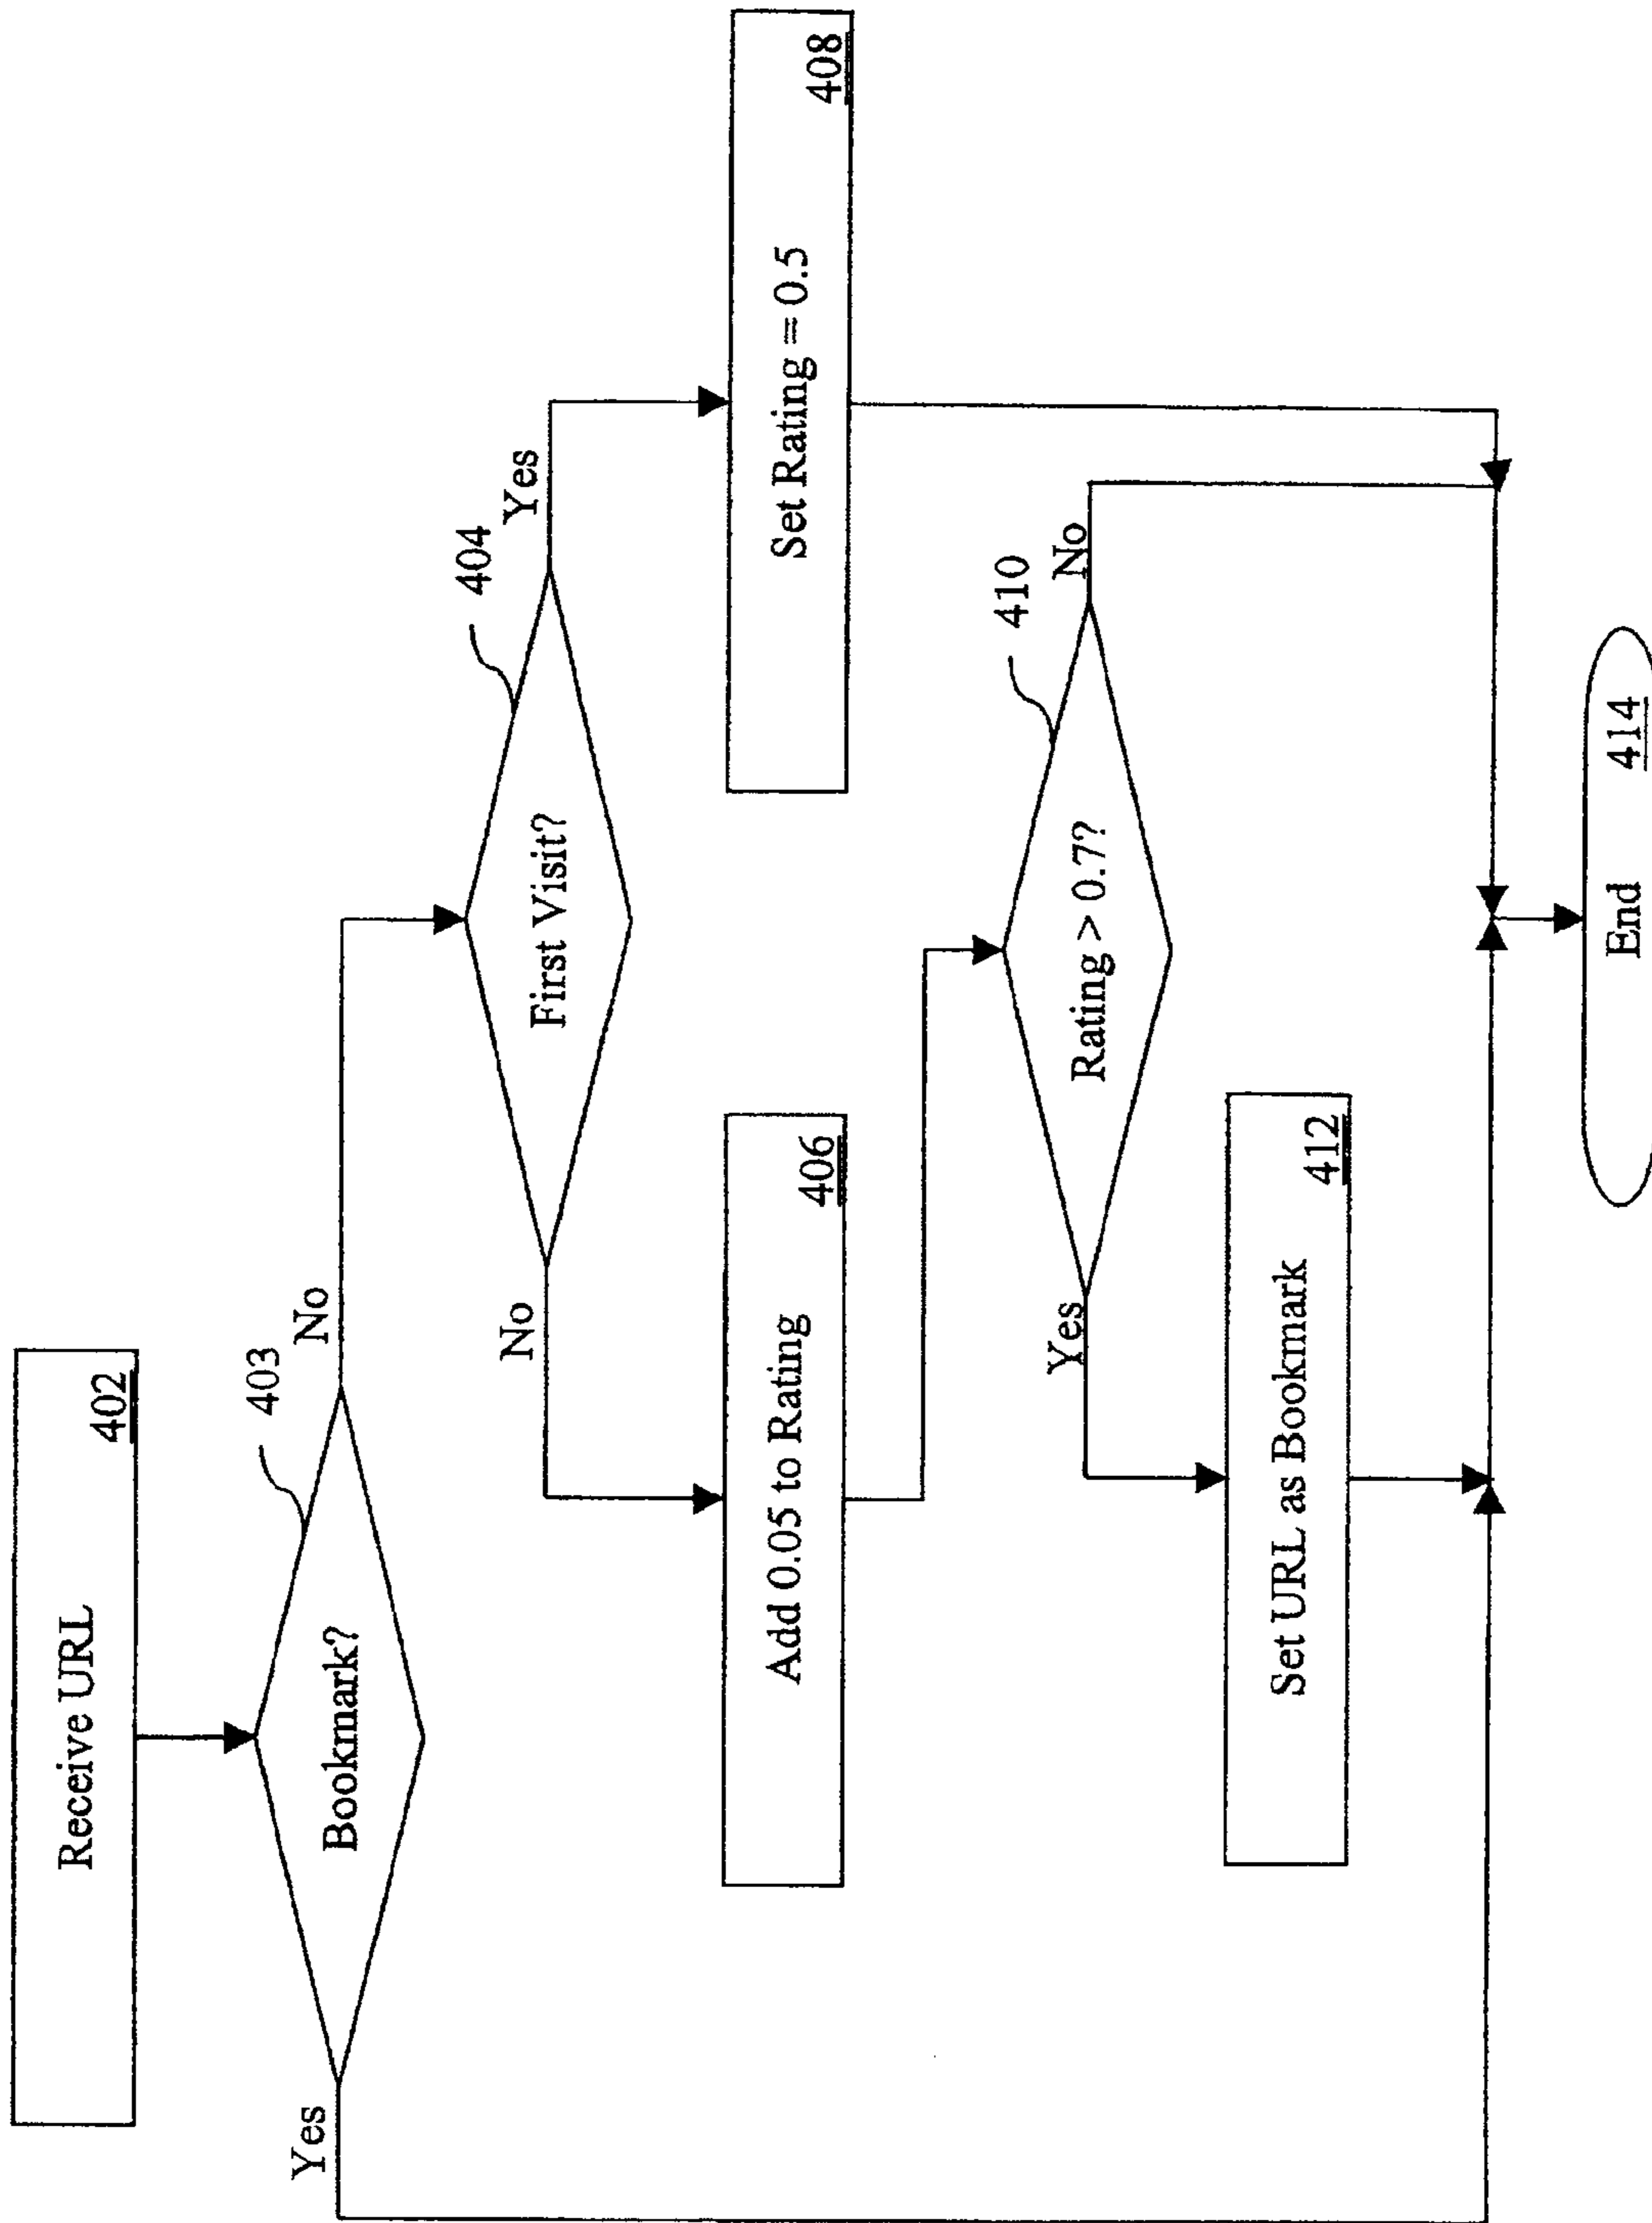 Receive URL 402
403
Bookmark?
Yes
No
404
First Visit?
No
Yes
Add 0.05 to Rating 406
Set Rating = 0.5 408
410
Rating > 0.7?
Yes
No
Set URL as Bookmark 412
End 414